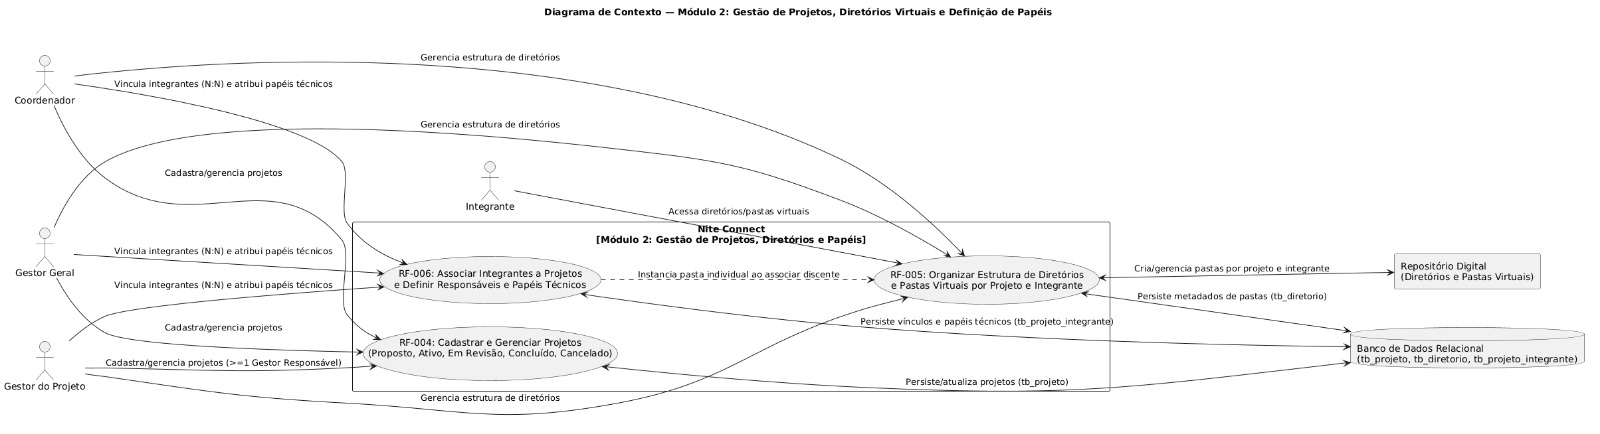 Diagrama de Contexto — Módulo 2: Gestão de Projetos, Diretórios Virtuais e Definição de Papéis
Gerencia estrutura de diretórios
Vincula integrantes (N:N) e atribui papéis técnicos
Coordenador
Gerencia estrutura de diretórios
Cadastra/gerencia projetos
Integrante
Acessa diretórios/pastas virtuais
Nite Connect
[Módulo 2: Gestão de Projetos, Diretórios e Papéis]
Vincula integrantes (N:N) e atribui papéis técnicos
Gestor Geral
RF-006: Associar Integrantes a Projetos
e Definir Responsáveis e Papéis Técnicos
Instancia pasta individual ao associar discente
RF-005: Organizar Estrutura de Diretórios
e Pastas Virtuais por Projeto e Integrante
Cria/gerencia pastas por projeto e integrante
Repositório Digital
(Diretórios e Pastas Virtuais)
Vincula integrantes (N:N) e atribui papéis técnicos
Persiste metadados de pastas (tb_diretorio)
Cadastra/gerencia projetos
Persiste vínculos e papéis técnicos (tb_projeto_integrante)
RF-004: Cadastrar e Gerenciar Projetos
(Proposto, Ativo, Em Revisão, Concluído, Cancelado)
Banco de Dados Relacional
(tb_projeto, tb_diretorio, tb_projeto_integrante)
Cadastra/gerencia projetos (>=1 Gestor Responsável)
Gestor do Projeto
Persiste/atualiza projetos (tb_projeto)
Gerencia estrutura de diretórios